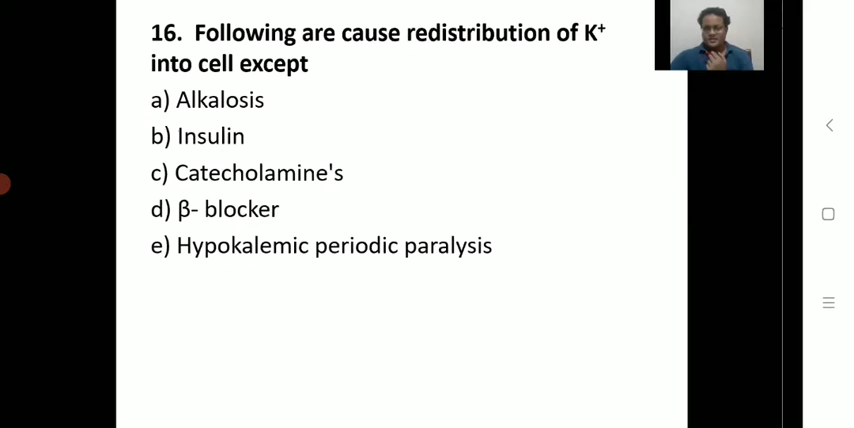 16. Following are cause redistribution of K⁺
into cell except
a) Alkalosis
b) Insulin
c) Catecholamine's
d) β- blocker
e) Hypokalemic periodic paralysis